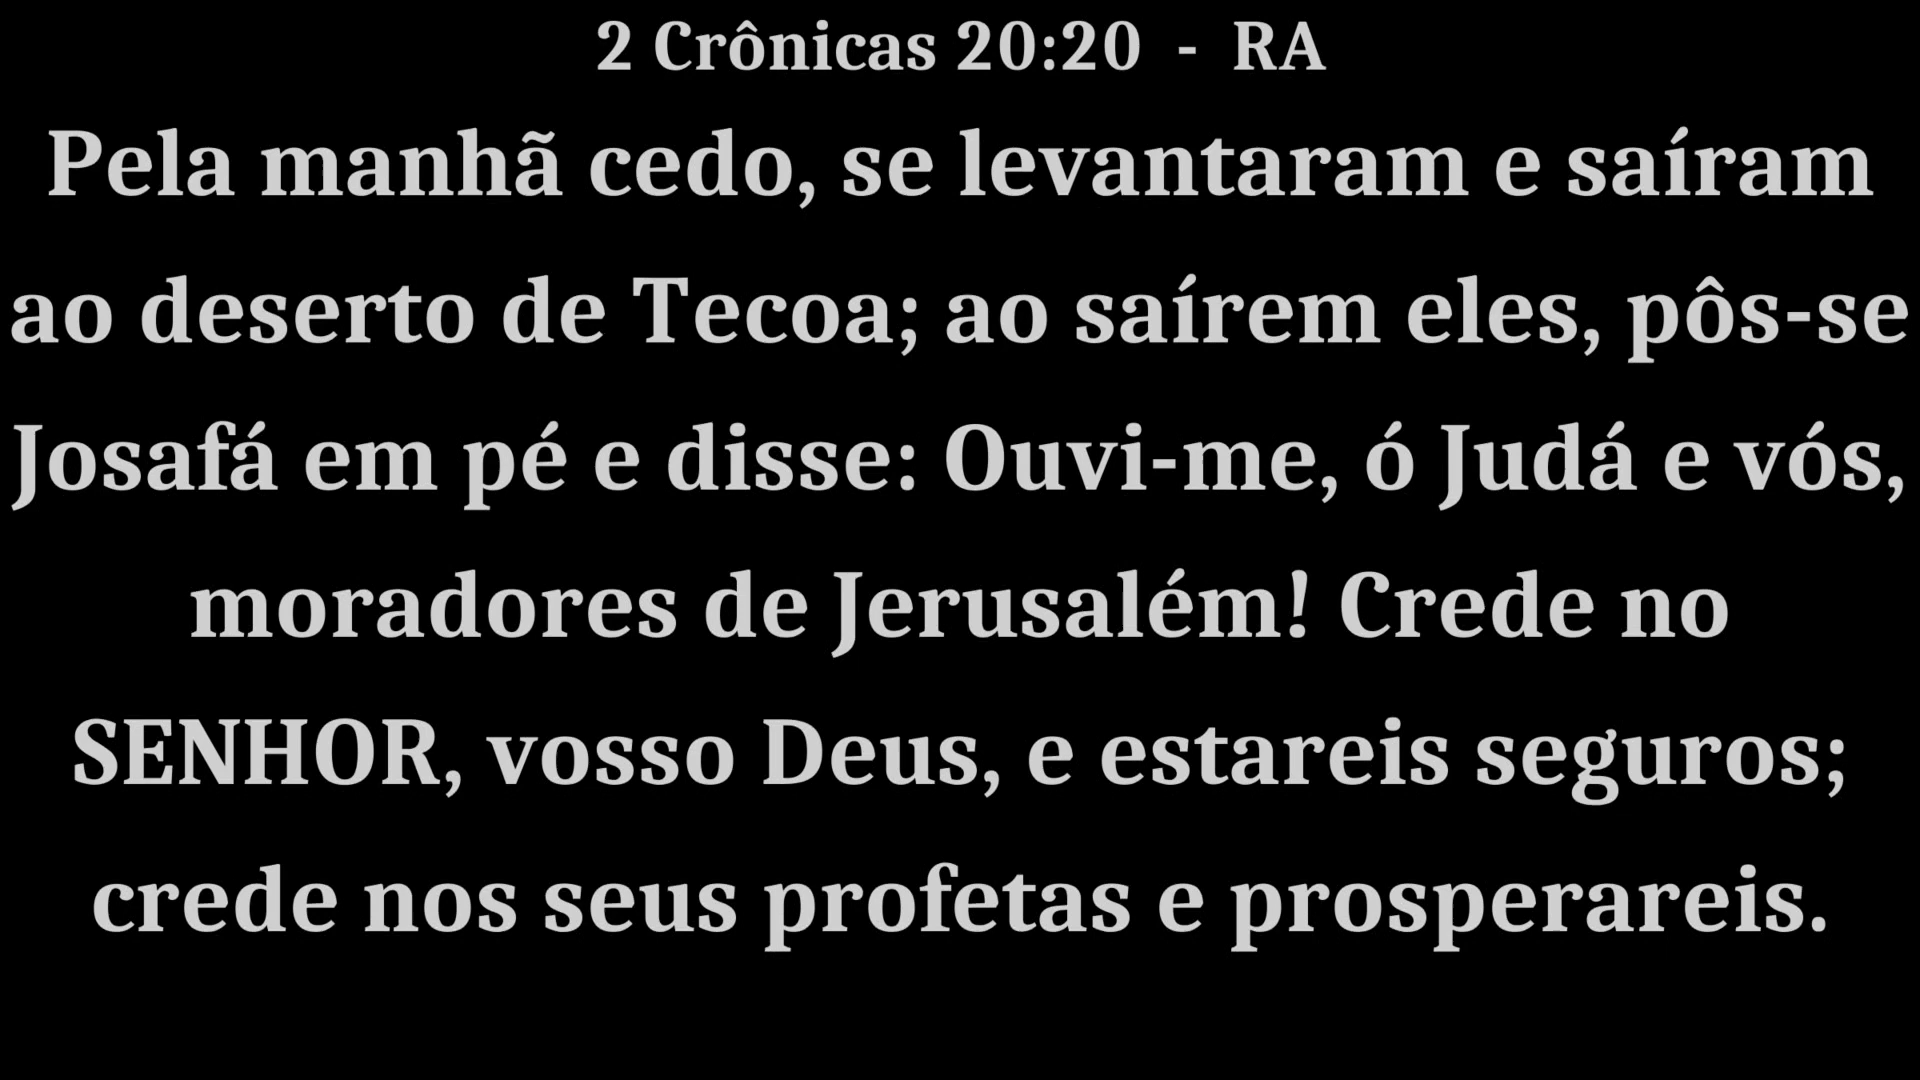 2 Crônicas 20:20 - RA
Pela manhã cedo, se levantaram e saíram
ao deserto de Tecoa; ao saírem eles, pôs-se
Josafá em pé e disse: Ouvi-me, ó Judá e vós,
moradores de Jerusalém! Crede no
SENHOR, vosso Deus, e estareis seguros;
crede nos seus profetas e prosperareis.